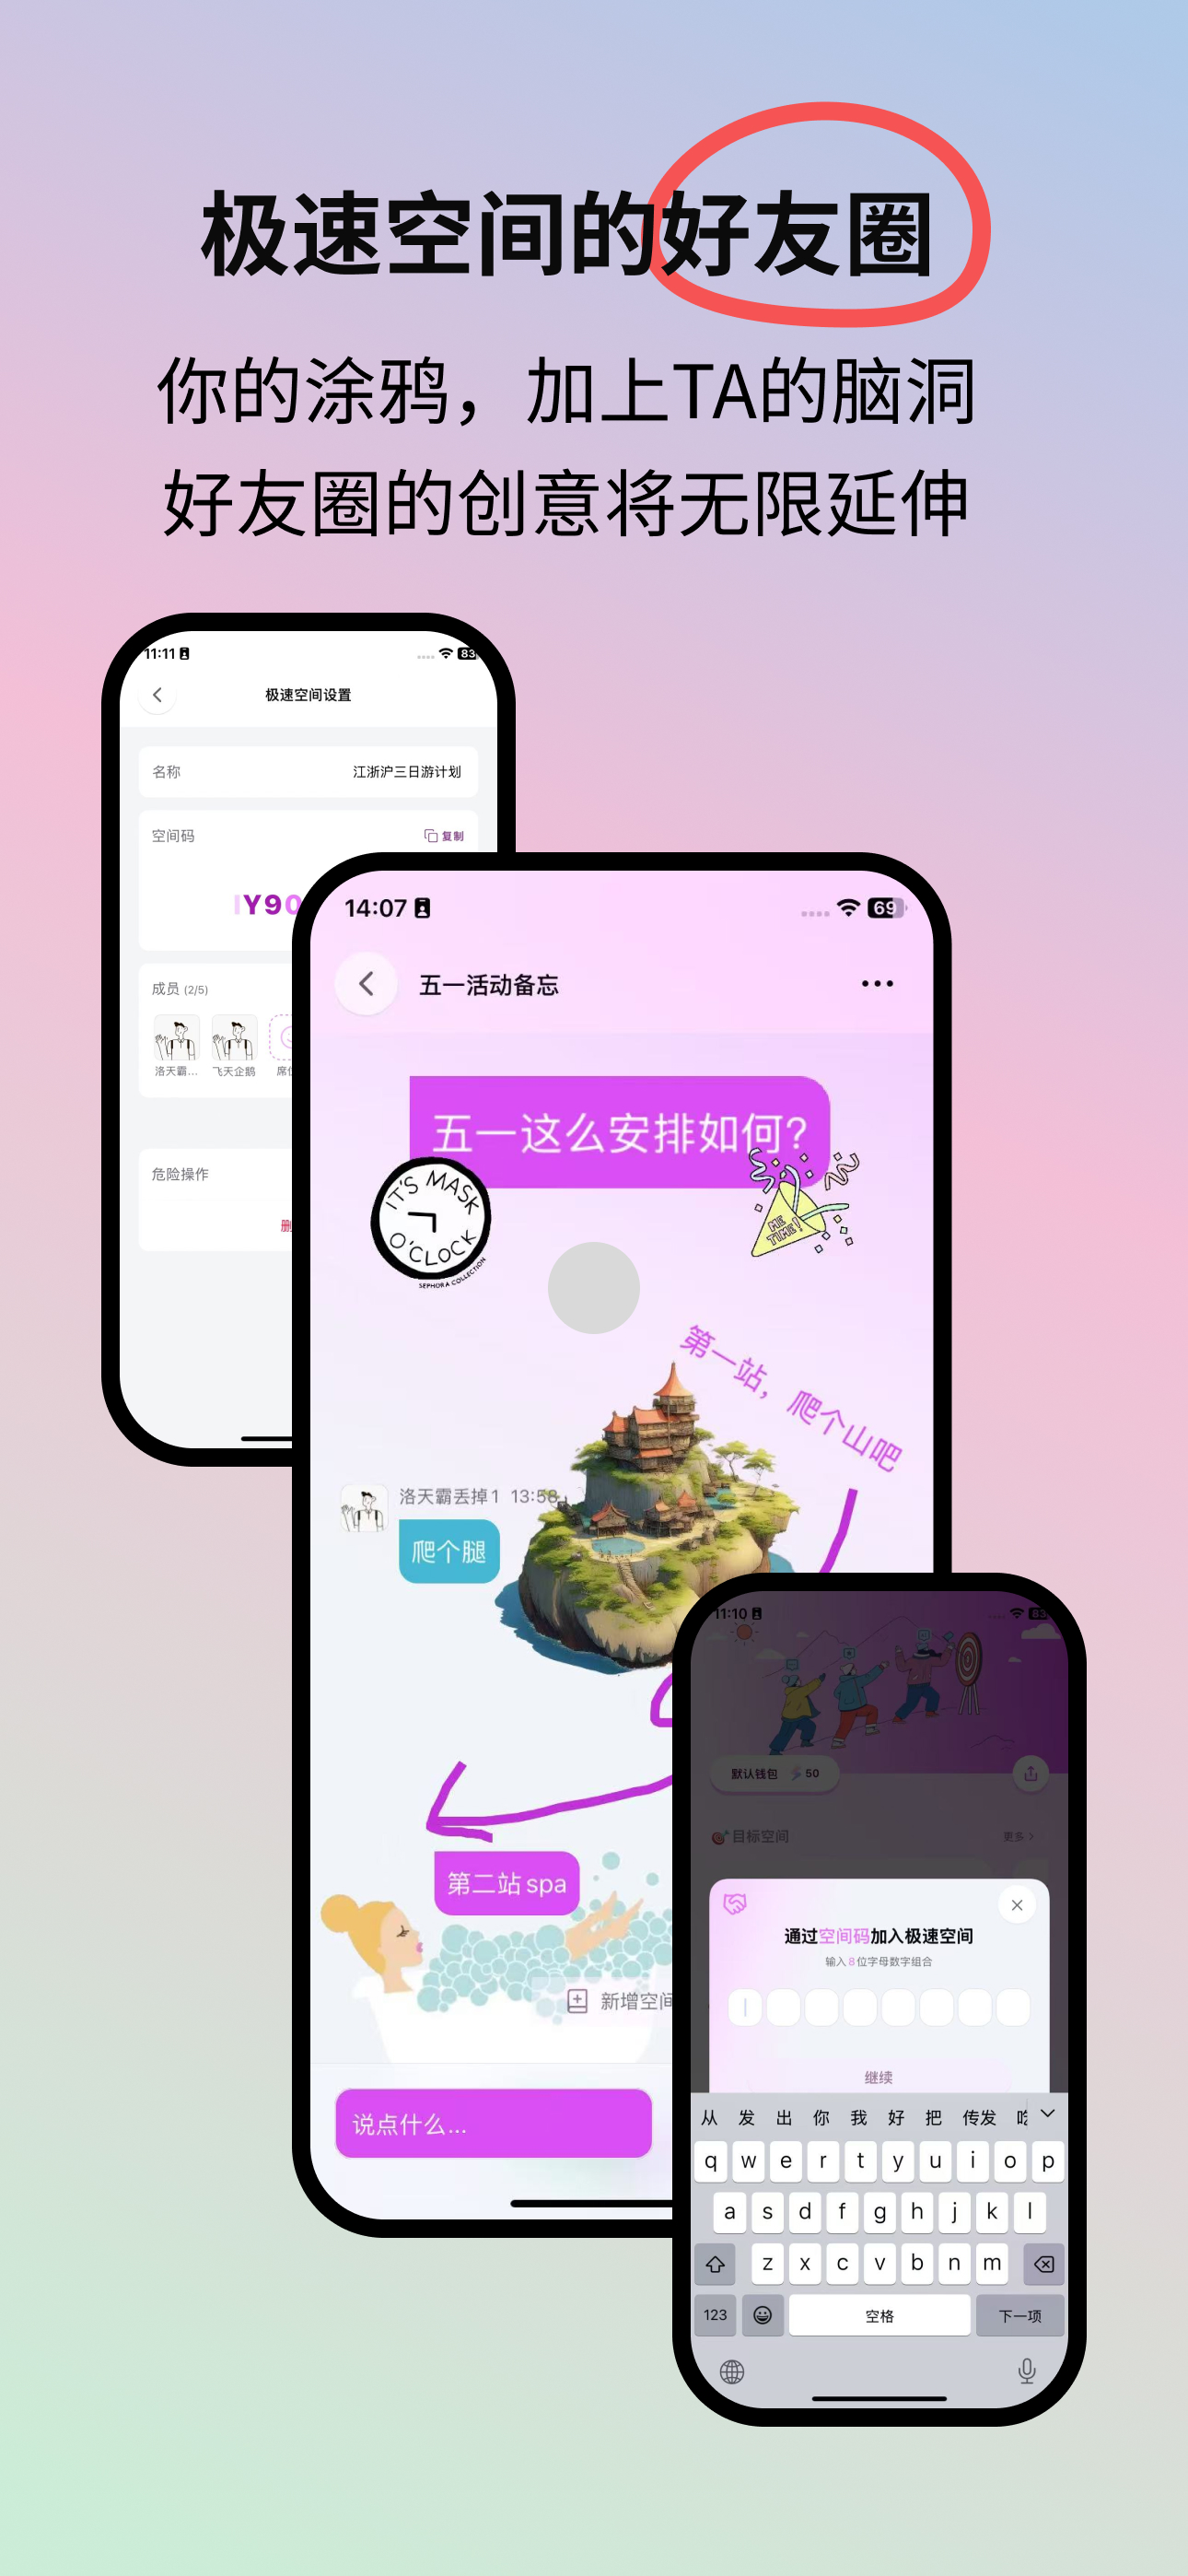 极速空间的好友圈
你的涂鸦，加上TA的脑洞
好友圈的创意将无限延伸
11:11
83
极速空间设置
名称
江浙沪三日游计划
空间码
复制
IY90
成员 (2/5)
洛天霸...
飞天企鹅
危险操作
14:07
69
五一活动备忘
五一这么安排如何?
IT'S MASK
O'CLOCK
SEPHORA COLLECTION
ME TIME!
第一站，爬个山吧
洛天霸丢掉1 13:58
爬个腿
第二站 spa
新增空间
说点什么...
11:10
83
默认钱包
50
目标空间
更多
通过空间码加入极速空间
输入8位字母数字组合
继续
从 发 出 你 我 好 把 传发
q w e r t y u i o p
a s d f g h j k l
z x c v b n m
123
空格
下一项